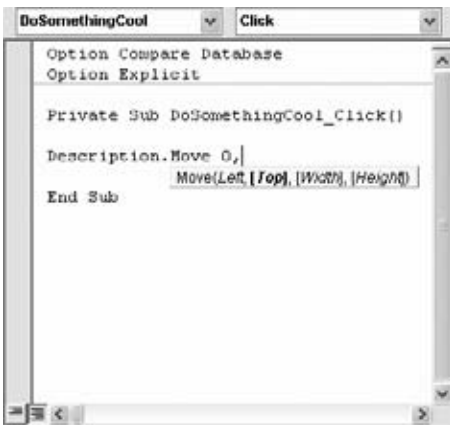 DoSomethingCool Click
Option Compare Database
Option Explicit
Private Sub DoSomethingCool_Click()
Description.Move 0,
Move(Left, [Top], [Width], [Height])
End Sub